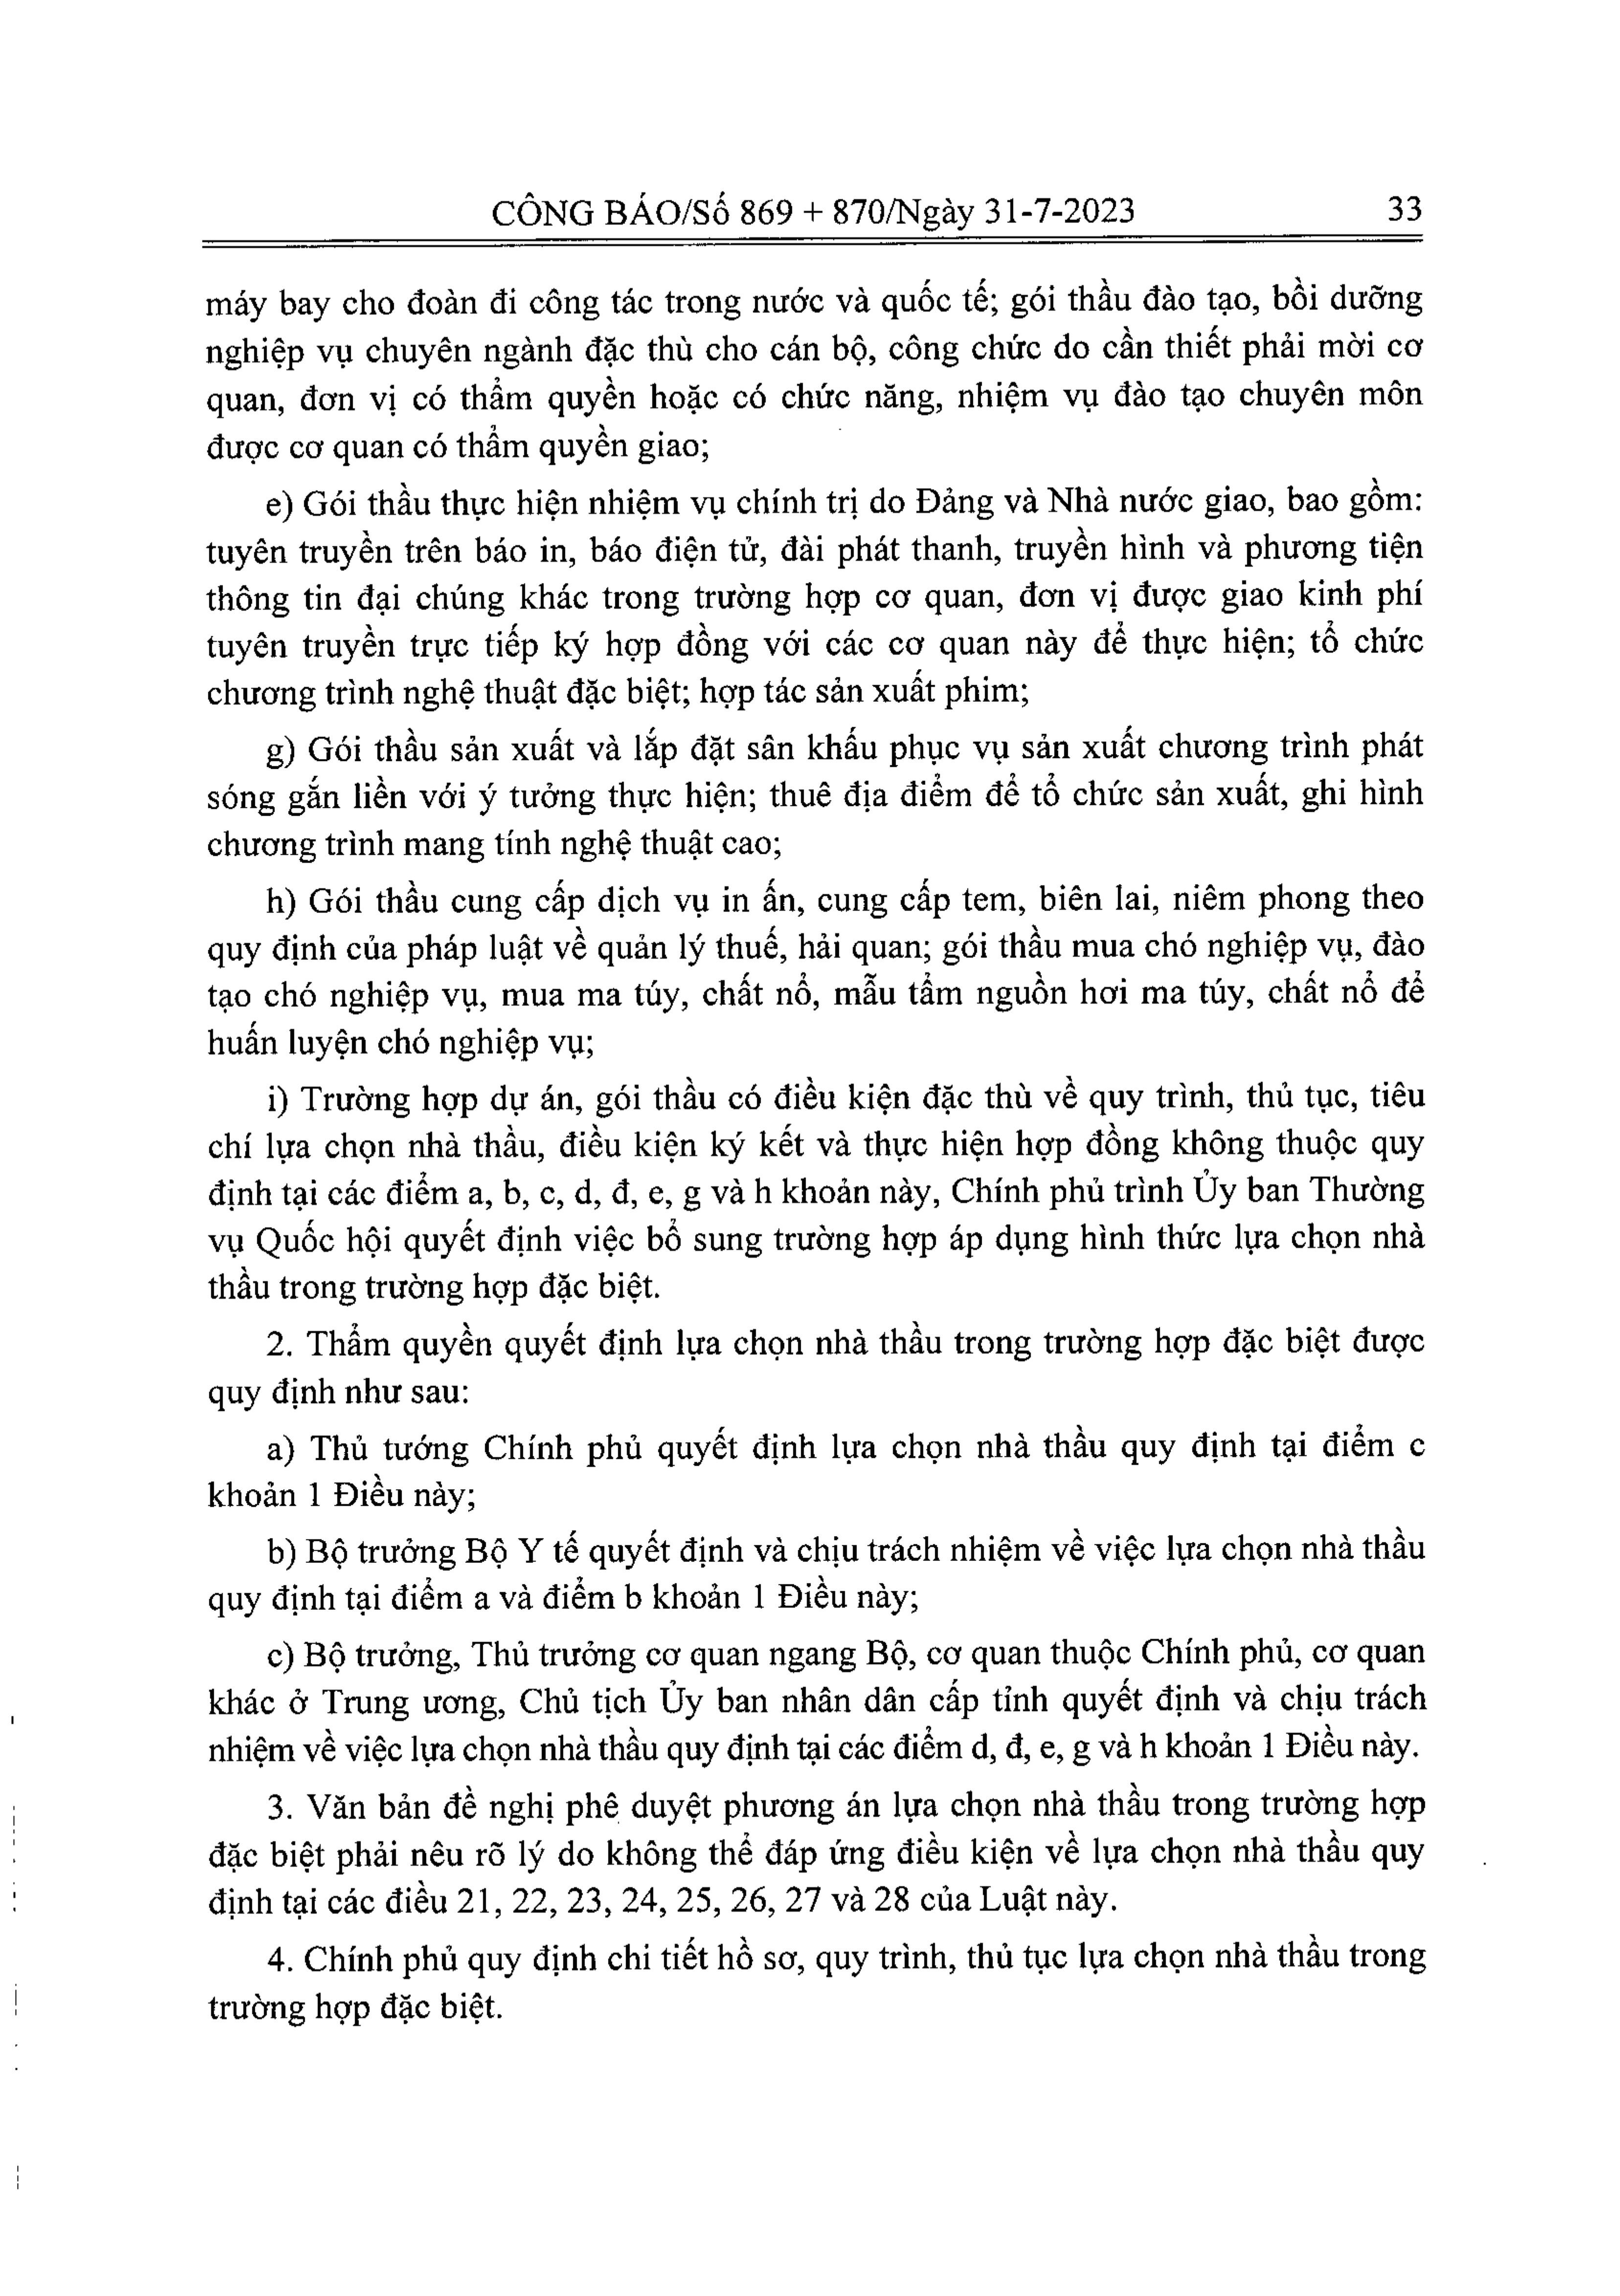 CÔNG BÁO/Số 869 + 870/Ngày 31-7-2023 33
máy bay cho đoàn đi công tác trong nước và quốc tế; gói thầu đào tạo, bồi dưỡng
nghiệp vụ chuyên ngành đặc thù cho cán bộ, công chức do cần thiết phải mời cơ
quan, đơn vị có thẩm quyền hoặc có chức năng, nhiệm vụ đào tạo chuyên môn
được cơ quan có thẩm quyền giao;
e) Gói thầu thực hiện nhiệm vụ chính trị do Đảng và Nhà nước giao, bao gồm:
tuyên truyền trên báo in, báo điện tử, đài phát thanh, truyền hình và phương tiện
thông tin đại chúng khác trong trường hợp cơ quan, đơn vị được giao kinh phí
tuyên truyền trực tiếp ký hợp đồng với các cơ quan này để thực hiện; tổ chức
chương trình nghệ thuật đặc biệt; hợp tác sản xuất phim;
g) Gói thầu sản xuất và lắp đặt sân khấu phục vụ sản xuất chương trình phát
sóng gắn liền với ý tưởng thực hiện; thuê địa điểm để tổ chức sản xuất, ghi hình
chương trình mang tính nghệ thuật cao;
h) Gói thầu cung cấp dịch vụ in ấn, cung cấp tem, biên lai, niêm phong theo
quy định của pháp luật về quản lý thuế, hải quan; gói thầu mua chó nghiệp vụ, đào
tạo chó nghiệp vụ, mua ma túy, chất nổ, mẫu tẩm nguồn hơi ma túy, chất nổ để
huấn luyện chó nghiệp vụ;
i) Trường hợp dự án, gói thầu có điều kiện đặc thù về quy trình, thủ tục, tiêu
chí lựa chọn nhà thầu, điều kiện ký kết và thực hiện hợp đồng không thuộc quy
định tại các điểm a, b, c, d, đ, e, g và h khoản này, Chính phủ trình Ủy ban Thường
vụ Quốc hội quyết định việc bổ sung trường hợp áp dụng hình thức lựa chọn nhà
thầu trong trường hợp đặc biệt.
2. Thẩm quyền quyết định lựa chọn nhà thầu trong trường hợp đặc biệt được
quy định như sau:
a) Thủ tướng Chính phủ quyết định lựa chọn nhà thầu quy định tại điểm c
khoản 1 Điều này;
b) Bộ trưởng Bộ Y tế quyết định và chịu trách nhiệm về việc lựa chọn nhà thầu
quy định tại điểm a và điểm b khoản 1 Điều này;
c) Bộ trưởng, Thủ trưởng cơ quan ngang Bộ, cơ quan thuộc Chính phủ, cơ quan
khác ở Trung ương, Chủ tịch Ủy ban nhân dân cấp tỉnh quyết định và chịu trách
nhiệm về việc lựa chọn nhà thầu quy định tại các điểm d, đ, e, g và h khoản 1 Điều này.
3. Văn bản đề nghị phê duyệt phương án lựa chọn nhà thầu trong trường hợp
đặc biệt phải nêu rõ lý do không thể đáp ứng điều kiện về lựa chọn nhà thầu quy
định tại các điều 21, 22, 23, 24, 25, 26, 27 và 28 của Luật này.
4. Chính phủ quy định chi tiết hồ sơ, quy trình, thủ tục lựa chọn nhà thầu trong
trường hợp đặc biệt.